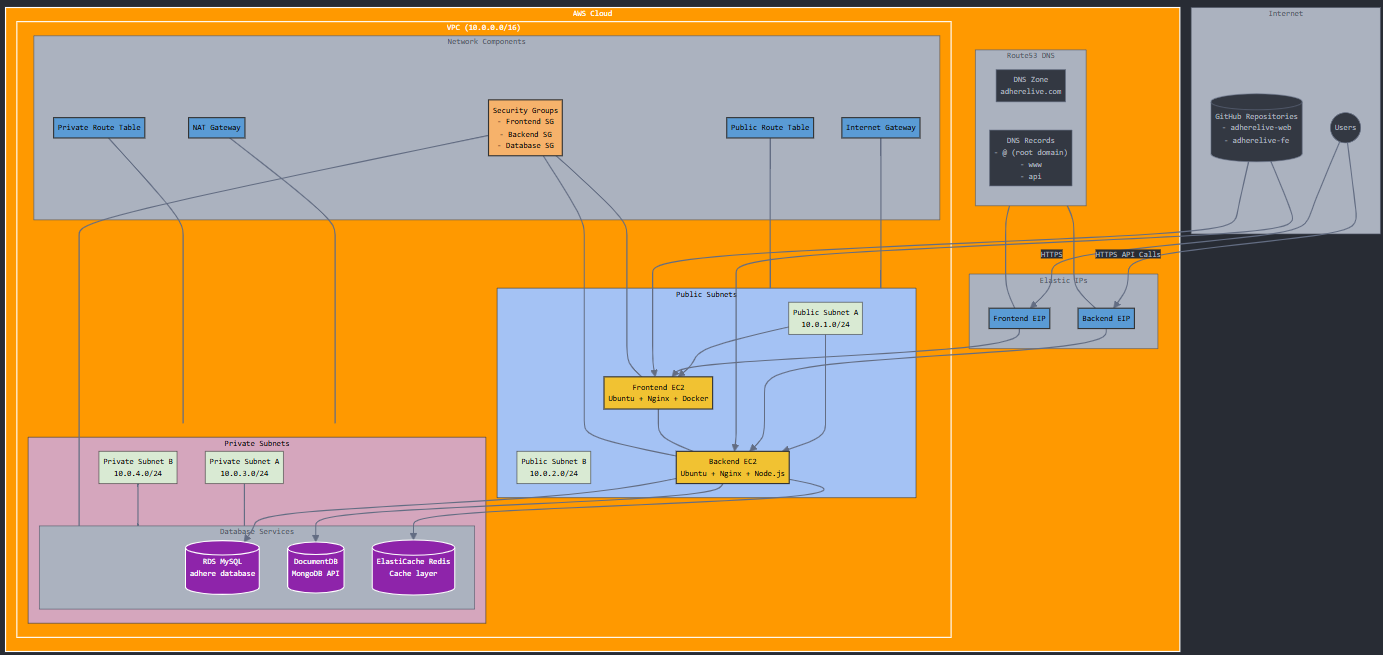 AWS Cloud
VPC (10.0.0.0/16)
Network Components
Private Route Table
NAT Gateway
Security Groups
- Frontend SG
- Backend SG
- Database SG
Public Route Table
Internet Gateway
Route53 DNS
DNS Zone
adherelive.com
DNS Records
- @ (root domain)
- www
- api
Internet
GitHub Repositories
- adherelive-web
- adherelive-fe
Users
HTTPS
HTTPS API Calls
Elastic IPs
Frontend EIP
Backend EIP
Public Subnets
Public Subnet A
10.0.1.0/24
Frontend EC2
Ubuntu + Nginx + Docker
Public Subnet B
10.0.2.0/24
Backend EC2
Ubuntu + Nginx + Node.js
Private Subnets
Private Subnet B
10.0.4.0/24
Private Subnet A
10.0.3.0/24
Database Services
RDS MySQL
adhere database
DocumentDB
MongoDB API
ElastiCache Redis
Cache layer